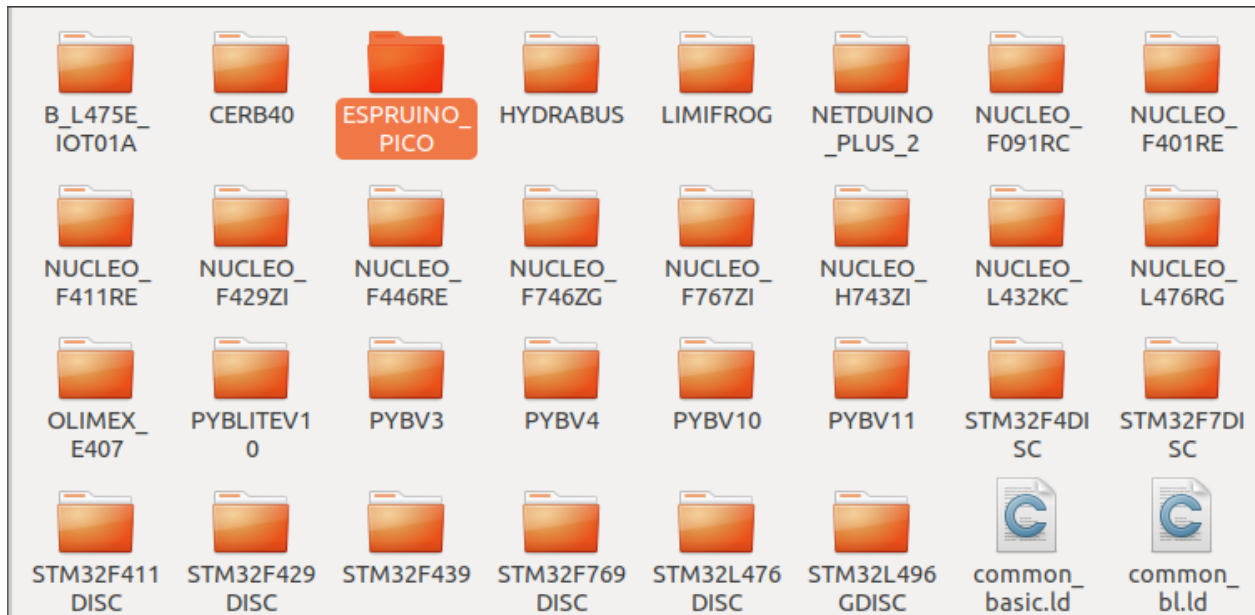 B_L475E_
IOT01A
CERB40
ESPRUINO_
PICO
HYDRABUS
LIMIFROG
NETDUINO
_PLUS_2
NUCLEO_
F091RC
NUCLEO_
F401RE
NUCLEO_
F411RE
NUCLEO_
F429ZI
NUCLEO_
F446RE
NUCLEO_
F746ZG
NUCLEO_
F767ZI
NUCLEO_
H743ZI
NUCLEO_
L432KC
NUCLEO_
L476RG
OLIMEX_
E407
PYBLITEV1
0
PYBV3
PYBV4
PYBV10
PYBV11
STM32F4DI
SC
STM32F7DI
SC
STM32F411
DISC
STM32F429
DISC
STM32F439
STM32F769
DISC
STM32L476
DISC
STM32L496
GDISC
C
common_
basic.ld
C
common_
bl.ld